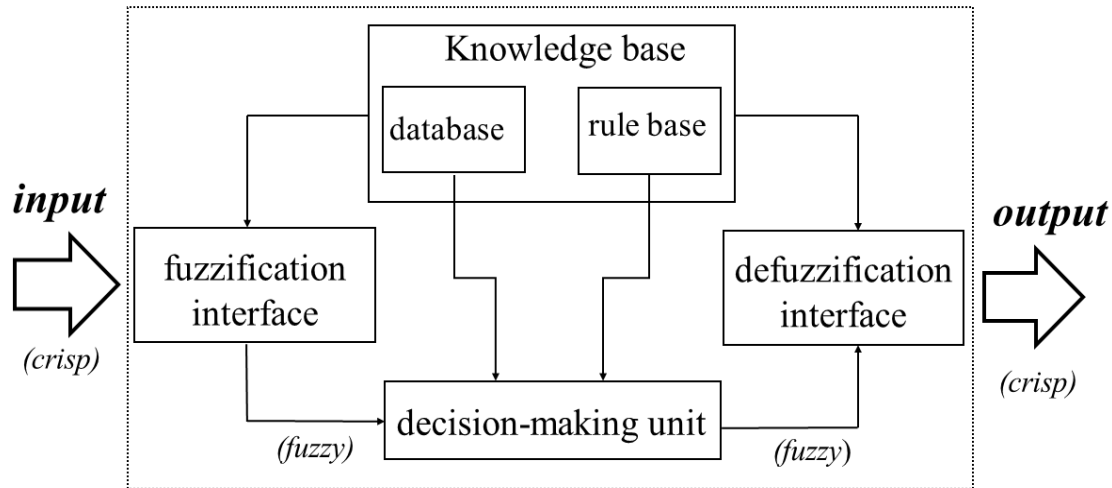 Knowledge base
database
rule base
input
(crisp)
fuzzification
interface
defuzzification
interface
output
(crisp)
decision-making unit
(fuzzy)
(fuzzy)